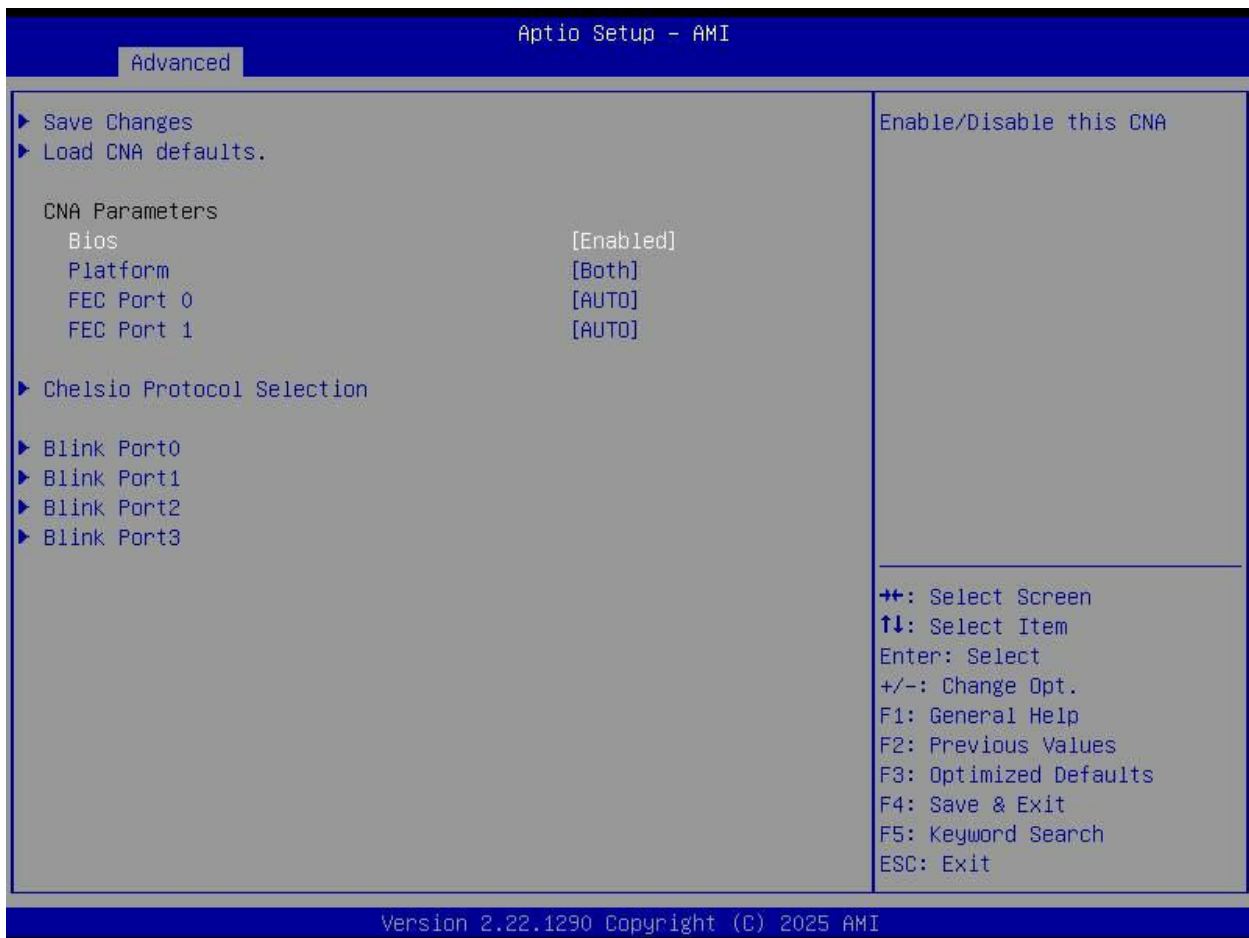 Aptio Setup – AMI
Advanced
Save Changes
Load CNA defaults.
CNA Parameters
Bios [Enabled]
Platform [Both]
FEC Port 0 [AUTO]
FEC Port 1 [AUTO]
Chelsio Protocol Selection
Blink Port0
Blink Port1
Blink Port2
Blink Port3
Enable/Disable this CNA
→←: Select Screen
↑↓: Select Item
Enter: Select
+/-: Change Opt.
F1: General Help
F2: Previous Values
F3: Optimized Defaults
F4: Save & Exit
F5: Keyword Search
ESC: Exit
Version 2.22.1290 Copyright (C) 2025 AMI